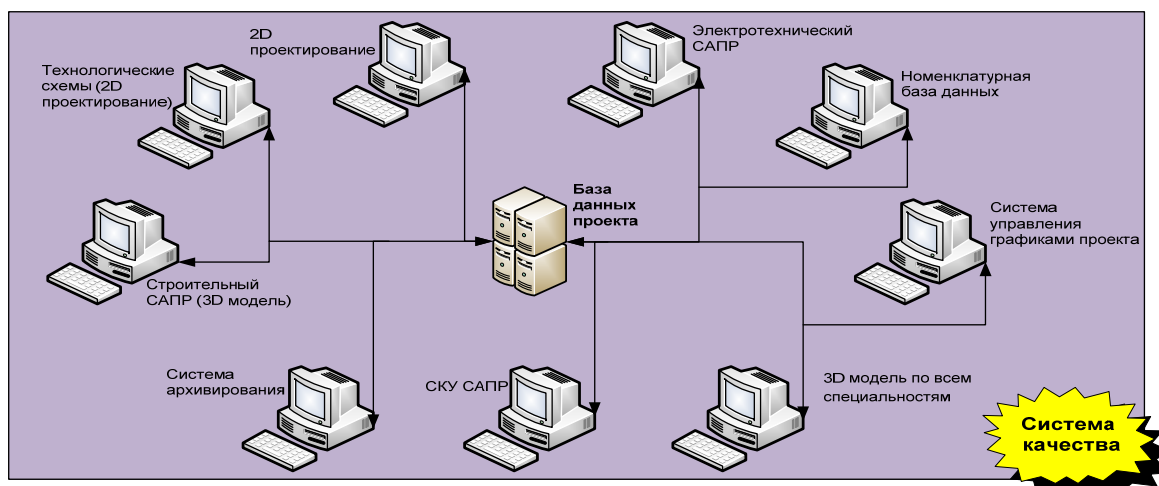 2D
проектирование
Электротехнический
САПР
Технологические
схемы (2D
проектирование)
Номенклатурная
база данных
База
данных
проекта
Система
управления
графиками проекта
Строительный
САПР (3D модель)
Система
архивирования
СКУ САПР
3D модель по всем
специальностям
Система
качества